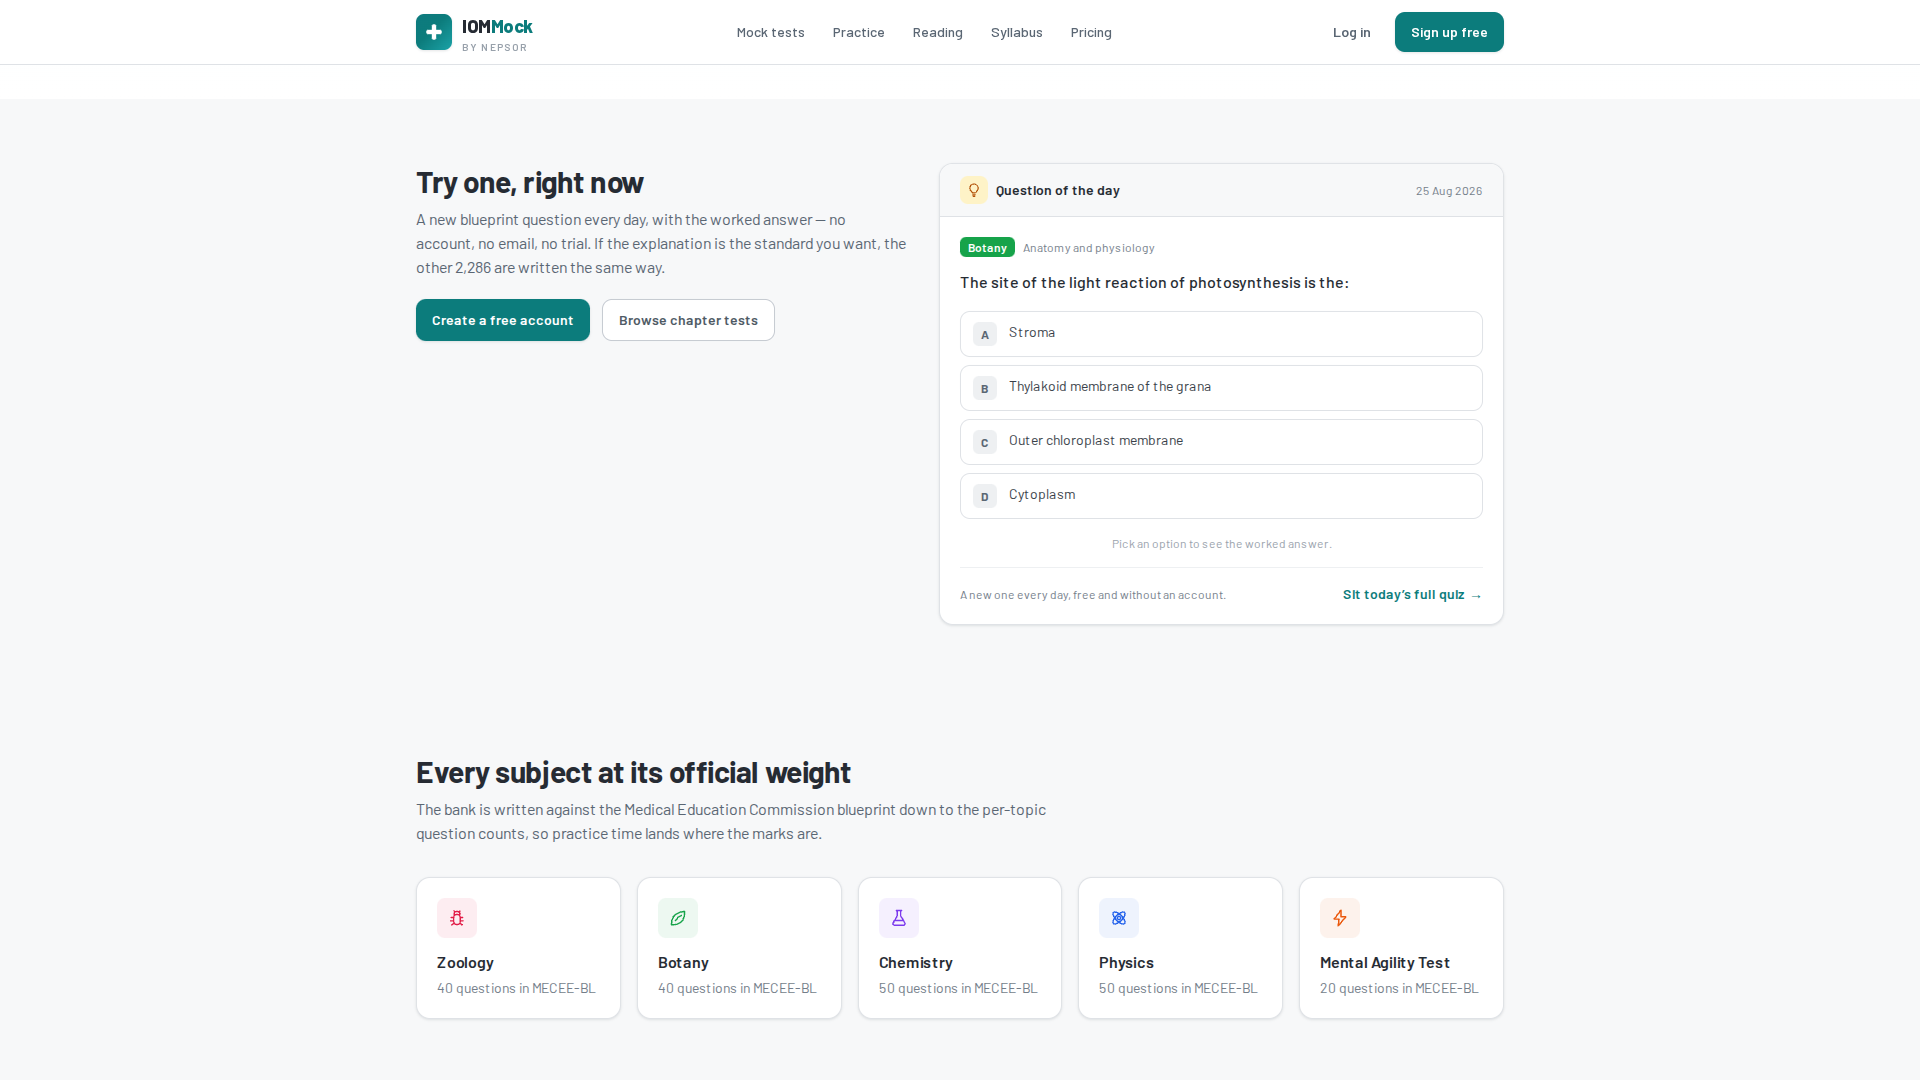 IOMMock
BY NEPSOR
Mock tests
Practice
Reading
Syllabus
Pricing
Log in
Sign up free
Try one, right now
A new blueprint question every day, with the worked answer — no
account, no email, no trial. If the explanation is the standard you want, the
other 2,286 are written the same way.
Create a free account
Browse chapter tests
Question of the day
25 Aug 2026
Botany
Anatomy and physiology
The site of the light reaction of photosynthesis is the:
A Stroma
B Thylakoid membrane of the grana
C Outer chloroplast membrane
D Cytoplasm
Pick an option to see the worked answer.
A new one every day, free and without an account.
Sit today's full quiz →
Every subject at its official weight
The bank is written against the Medical Education Commission blueprint down to the per-topic
question counts, so practice time lands where the marks are.
Zoology
40 questions in MECEE-BL
Botany
40 questions in MECEE-BL
Chemistry
50 questions in MECEE-BL
Physics
50 questions in MECEE-BL
Mental Agility Test
20 questions in MECEE-BL